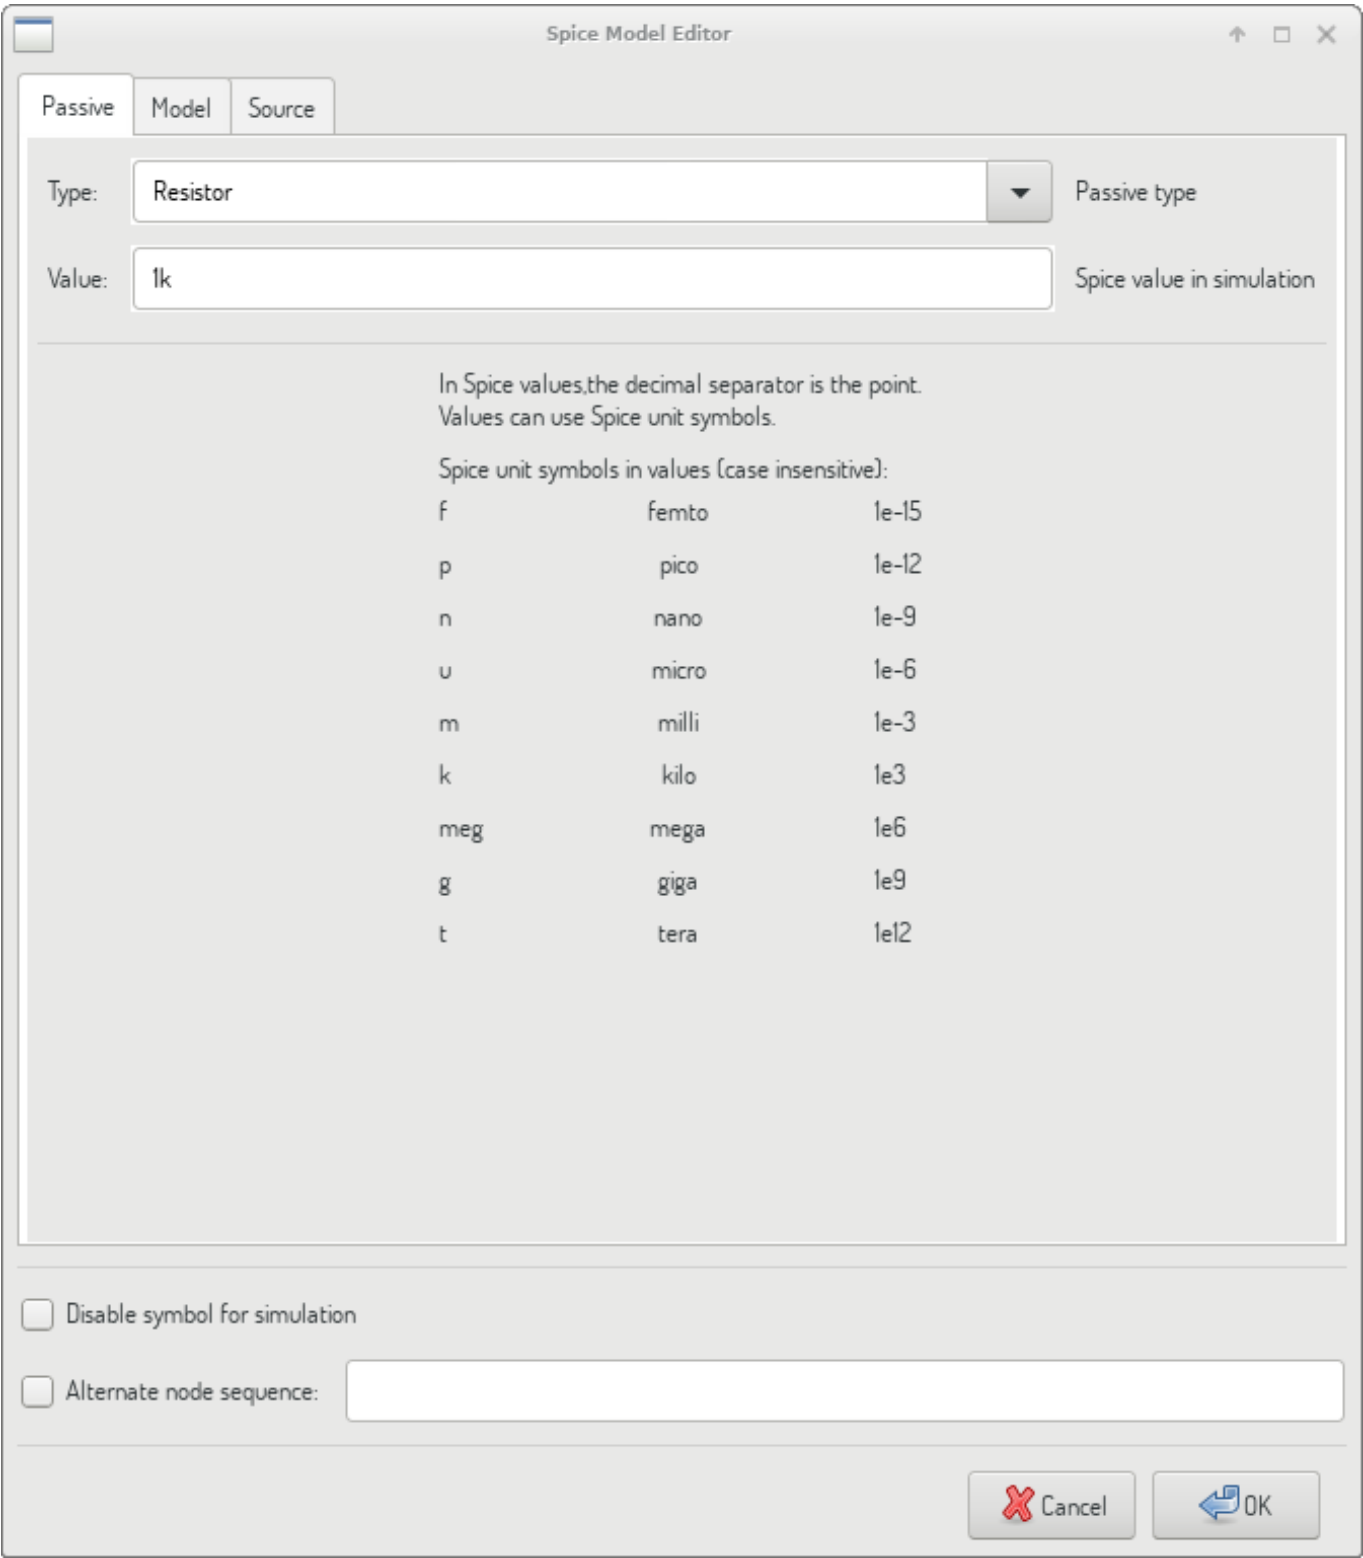 Spice Model Editor
Passive Model Source
Type: Resistor Passive type
Value: 1k Spice value in simulation
In Spice values,the decimal separator is the point.
Values can use Spice unit symbols.
Spice unit symbols in values (case insensitive):
f femto 1e-15
p pico 1e-12
n nano 1e-9
u micro 1e-6
m milli 1e-3
k kilo 1e3
meg mega 1e6
g giga 1e9
t tera 1e12
Disable symbol for simulation
Alternate node sequence:
Cancel OK